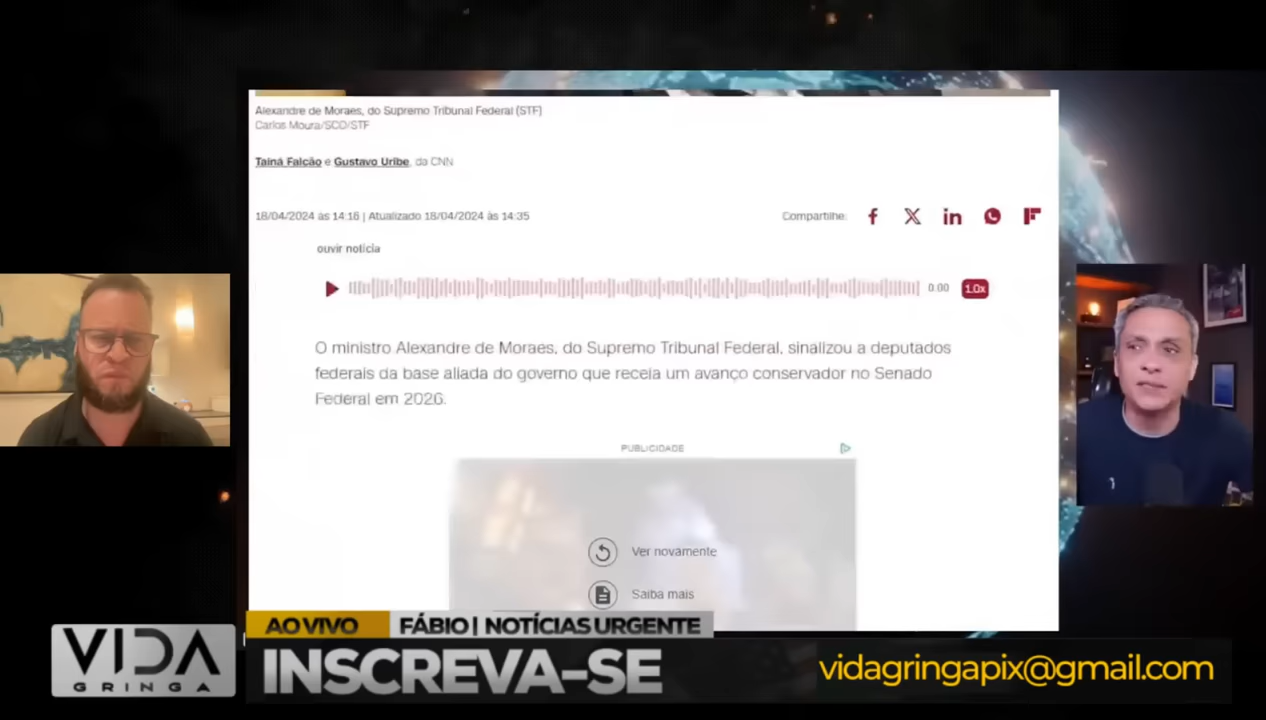 Alexandre de Moraes, do Supremo Tribunal Federal (STF)
Carlos Moura/SCO/STF
Tainá Falcão e Gustavo Uribe, da CNN
18/04/2024 às 14:16 | Atualizado 18/04/2024 às 14:35
Compartilhe:
ouvir notícia
0:00
1.0x
O ministro Alexandre de Moraes, do Supremo Tribunal Federal, sinalizou a deputados
federais da base aliada do governo que receia um avanço conservador no Senado
Federal em 2026.
PUBLICIDADE
Ver novamente
Saiba mais
AO VIVO
FÁBIO | NOTÍCIAS URGENTE
VIDA
GRINGA
INSCREVA-SE
vidagringapix@gmail.com